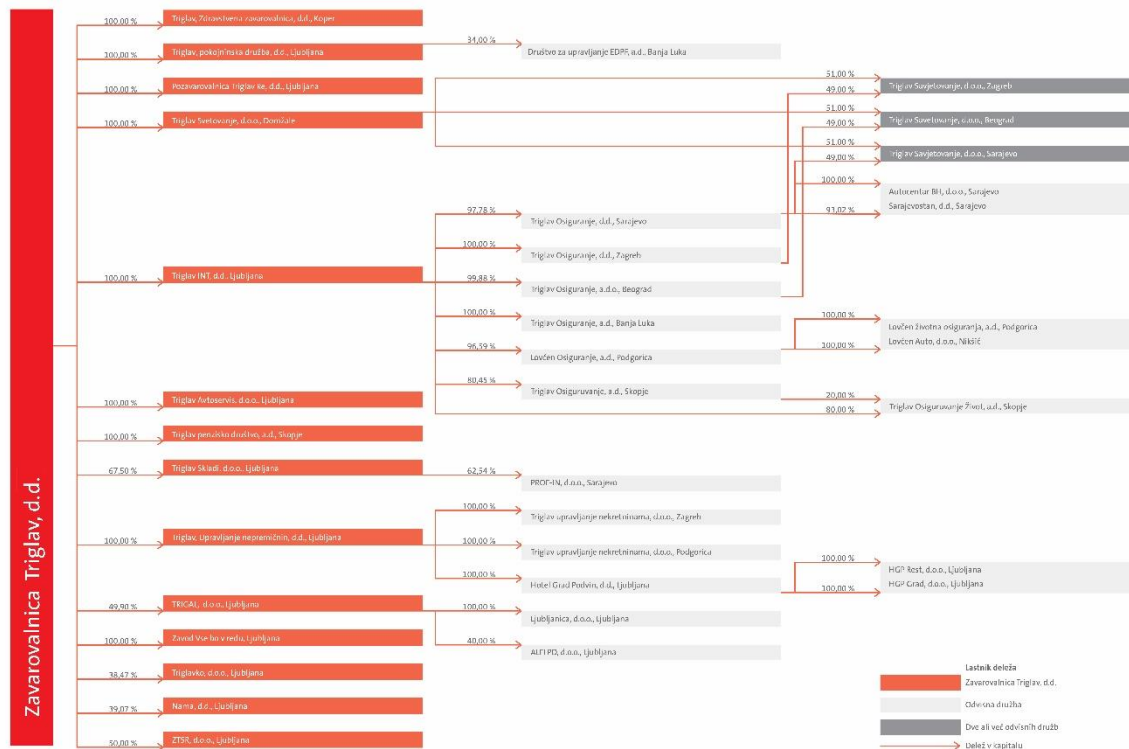 Zavarovalnica Triglav, d.d.
100,00 %
Triglav, Zdravstvena zavarovalnica, d.d., Koper
100,00 %
Triglav, pokojninska družba, d.d., Ljubljana
34,00 %
Društvo za upravljanje EDPF, a.d., Banja Luka
100,00 %
Pozavarovalnica Triglav Re, d.d., Ljubljana
51,00 %
49,00 %
Triglav Savjetovanje, d.o.o., Zagreb
100,00 %
Triglav Svetovanje, d.o.o., Domžale
51,00 %
49,00 %
Triglav Savetovanje, d.o.o., Beograd
51,00 %
49,00 %
Triglav Savjetovanje, d.o.o., Sarajevo
100,00 %
Autocentar BH, d.o.o., Sarajevo
Sarajevostan, d.d., Sarajevo
97,78 %
Triglav Osiguranje, d.d., Sarajevo
100,00 %
Triglav Osiguranje, d.d., Zagreb
100,00 %
Triglav INT, d.d., Ljubljana
99,88 %
Triglav Osiguranje, a.d.o., Beograd
100,00 %
Triglav Osiguranje, a.d., Banja Luka
100,00 %
Lovčen životna osiguranja, a.d., Podgorica
100,00 %
Lovčen Auto, d.o.o., Nikšić
96,59 %
Lovćen Osiguranje, a.d., Podgorica
80,45 %
Triglav Osiguruvanje, a.d., Skopje
20,00 %
80,00 %
Triglav Osiguruvanje Život, a.d., Skopje
100,00 %
Triglav Avtoservis, d.o.o., Ljubljana
100,00 %
Triglav penzisko društvo, a.d., Skopje
67,50 %
Triglav Skladi, d.o.o., Ljubljana
62,54 %
PROF-IN, d.o.o., Sarajevo
100,00 %
Triglav upravljanje nekretninama, d.o.o., Zagreb
100,00 %
Triglav, Upravljanje nepremičnin, d.d., Ljubljana
100,00 %
Triglav upravljanje nekretninama, d.o.o., Podgorica
100,00 %
Hotel Grad Podvin, d.d., Ljubljana
100,00 %
HGP Rest, d.o.o., Ljubljana
100,00 %
HGP Grad, d.o.o., Ljubljana
49,90 %
TRIGAL, d.o.o., Ljubljana
100,00 %
Ljubljanica, d.o.o., Ljubljana
40,00 %
ALFI PD, d.o.o., Ljubljana
100,00 %
Zavod Vse bo v redu, Ljubljana
38,47 %
Triglavko, d.o.o., Ljubljana
39,07 %
Nama, d.d., Ljubljana
50,00 %
ZTSR, d.o.o., Ljubljana
Lastnik deleža
Zavarovalnica Triglav, d.d.
Odvisna družba
Dve ali več odvisnih družb
Delež v kapitalu